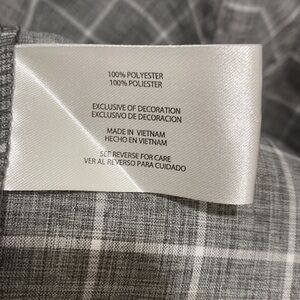 100% POLYESTER
100% POLIESTER
EXCLUSIVE OF DECORATION
EXCLUSIVO DE DECORACION
MADE IN VIETNAM
HECHO EN VIETNAM
SEE REVERSE FOR CARE
VER AL REVERSO PARA CUIDADO